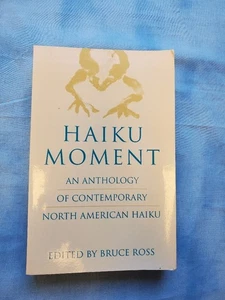 HAIKU
MOMENT
AN ANTHOLOGY
OF CONTEMPORARY
NORTH AMERICAN HAIKU
EDITED BY BRUCE ROSS